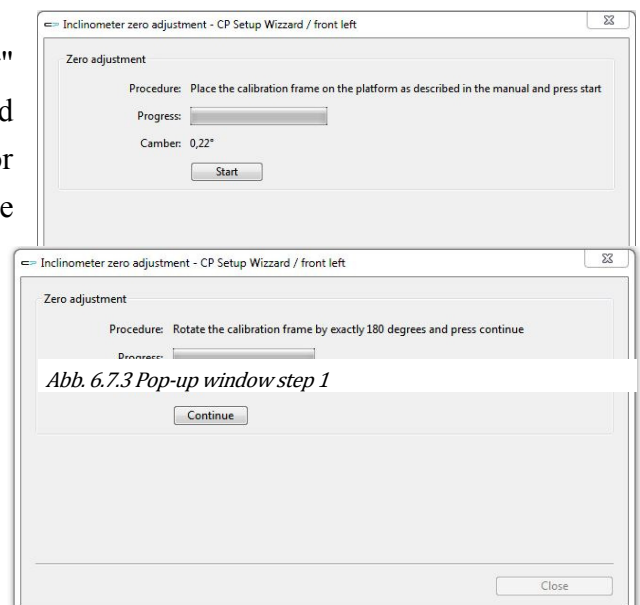 Inclinometer zero adjustment - CP Setup Wizzard / front left
Zero adjustment
Procedure: Place the calibration frame on the platform as described in the manual and press start
Progress:
Camber: 0,22°
Start
Inclinometer zero adjustment - CP Setup Wizzard / front left
Zero adjustment
Procedure: Rotate the calibration frame by exactly 180 degrees and press continue
Progress:
Abb. 6.7.3 Pop-up window step 1
Continue
Close